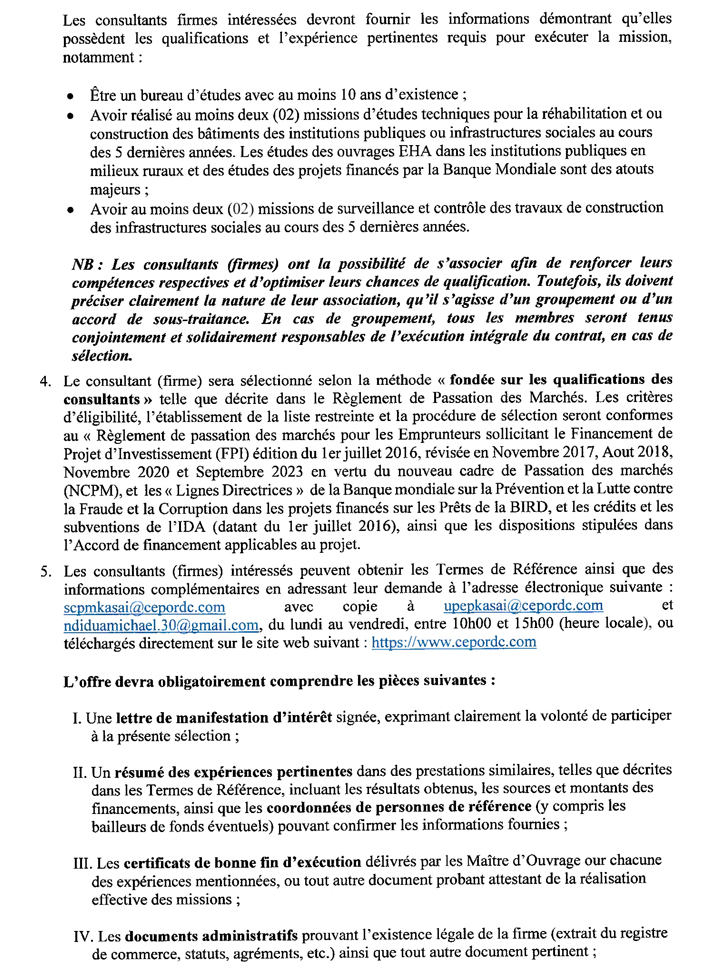 Les consultants firmes intéressées devront fournir les informations démontrant qu'elles
possèdent les qualifications et l'expérience pertinentes requis pour exécuter la mission,
notamment :
• Être un bureau d'études avec au moins 10 ans d'existence ;
• Avoir réalisé au moins deux (02) missions d'études techniques pour la réhabilitation et ou
construction des bâtiments des institutions publiques ou infrastructures sociales au cours
des 5 dernières années. Les études des ouvrages EHA dans les institutions publiques en
milieux ruraux et des études des projets financés par la Banque Mondiale sont des atouts
majeurs ;
• Avoir au moins deux (02) missions de surveillance et contrôle des travaux de construction
des infrastructures sociales au cours des 5 dernières années.
NB : Les consultants (firmes) ont la possibilité de s'associer afin de renforcer leurs
compétences respectives et d'optimiser leurs chances de qualification. Toutefois, ils doivent
préciser clairement la nature de leur association, qu'il s'agisse d'un groupement ou d'un
accord de sous-traitance. En cas de groupement, tous les membres seront tenus
conjointement et solidairement responsables de l'exécution intégrale du contrat, en cas de
sélection.
4. Le consultant (firme) sera sélectionné selon la méthode « fondée sur les qualifications des
consultants » telle que décrite dans le Règlement de Passation des Marchés. Les critères
d'éligibilité, l'établissement de la liste restreinte et la procédure de sélection seront conformes
au « Règlement de passation des marchés pour les Emprunteurs sollicitant le Financement de
Projet d'Investissement (FPI) édition du 1er juillet 2016, révisée en Novembre 2017, Aout 2018,
Novembre 2020 et Septembre 2023 en vertu du nouveau cadre de Passation des marchés
(NCPM), et les « Lignes Directrices » de la Banque mondiale sur la Prévention et la Lutte contre
la Fraude et la Corruption dans les projets financés sur les Prêts de la BIRD, et les crédits et les
subventions de l'IDA (datant du 1er juillet 2016), ainsi que les dispositions stipulées dans
l'Accord de financement applicables au projet.
5. Les consultants (firmes) intéressés peuvent obtenir les Termes de Référence ainsi que des
informations complémentaires en adressant leur demande à l'adresse électronique suivante :
scpmkasai@cepordc.com avec copie à upepkasai@cepordc.com et
ndiduamichael.30@gmail.com, du lundi au vendredi, entre 10h00 et 15h00 (heure locale), ou
téléchargés directement sur le site web suivant : https://www.cepordc.com
L'offre devra obligatoirement comprendre les pièces suivantes :
I. Une lettre de manifestation d'intérêt signée, exprimant clairement la volonté de participer
à la présente sélection ;
II. Un résumé des expériences pertinentes dans des prestations similaires, telles que décrites
dans les Termes de Référence, incluant les résultats obtenus, les sources et montants des
financements, ainsi que les coordonnées de personnes de référence (y compris les
bailleurs de fonds éventuels) pouvant confirmer les informations fournies ;
III. Les certificats de bonne fin d'exécution délivrés par les Maître d'Ouvrage our chacune
des expériences mentionnées, ou tout autre document probant attestant de la réalisation
effective des missions ;
IV. Les documents administratifs prouvant l'existence légale de la firme (extrait du registre
de commerce, statuts, agréments, etc.) ainsi que tout autre document pertinent ;